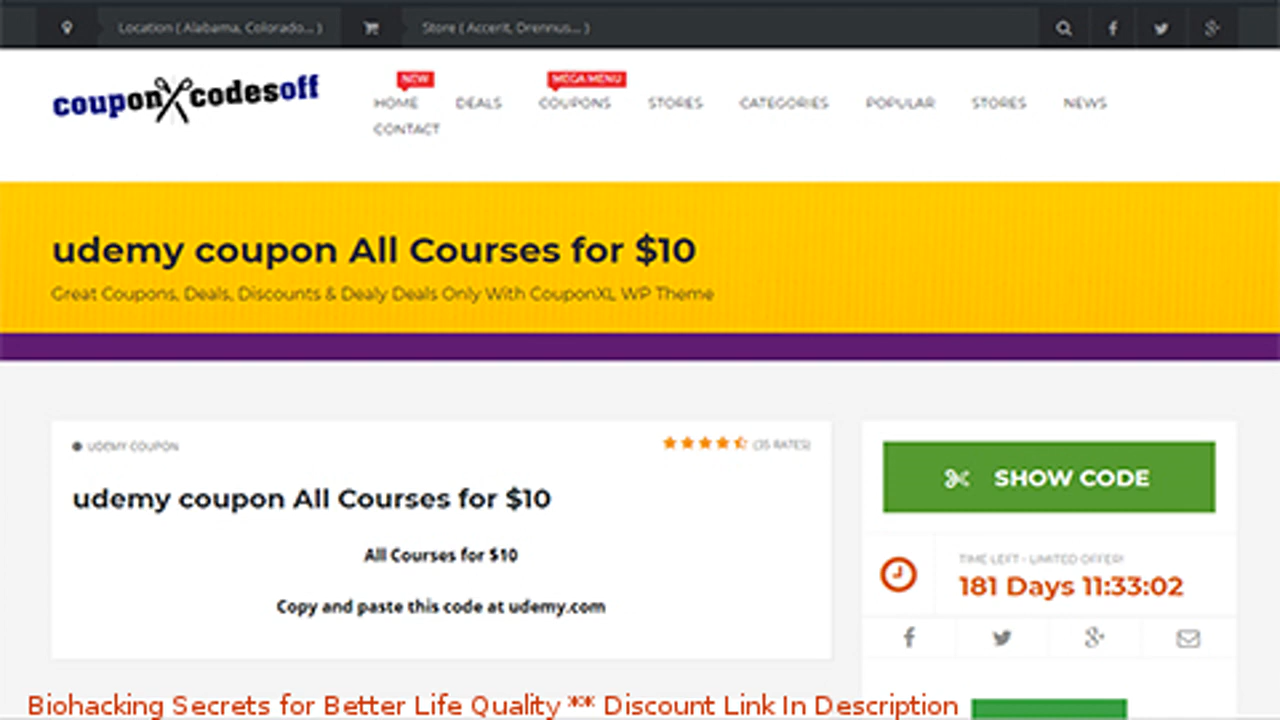 Location ( Alabama, Colorado... )
Store ( Accent, Drennus... )
couponXcodesoff
NEW
MEGA MENU
HOME DEALS COUPONS STORES CATEGORIES POPULAR STORES NEWS
CONTACT
udemy coupon All Courses for $10
Great Coupons, Deals, Discounts & Dealy Deals Only With CouponXL WP Theme
UDEMY COUPON
(35 RATES)
udemy coupon All Courses for $10
All Courses for $10
Copy and paste this code at udemy.com
SHOW CODE
TIME LEFT - LIMITED OFFER!
181 Days 11:33:02
Biohacking Secrets for Better Life Quality ** Discount Link In Description